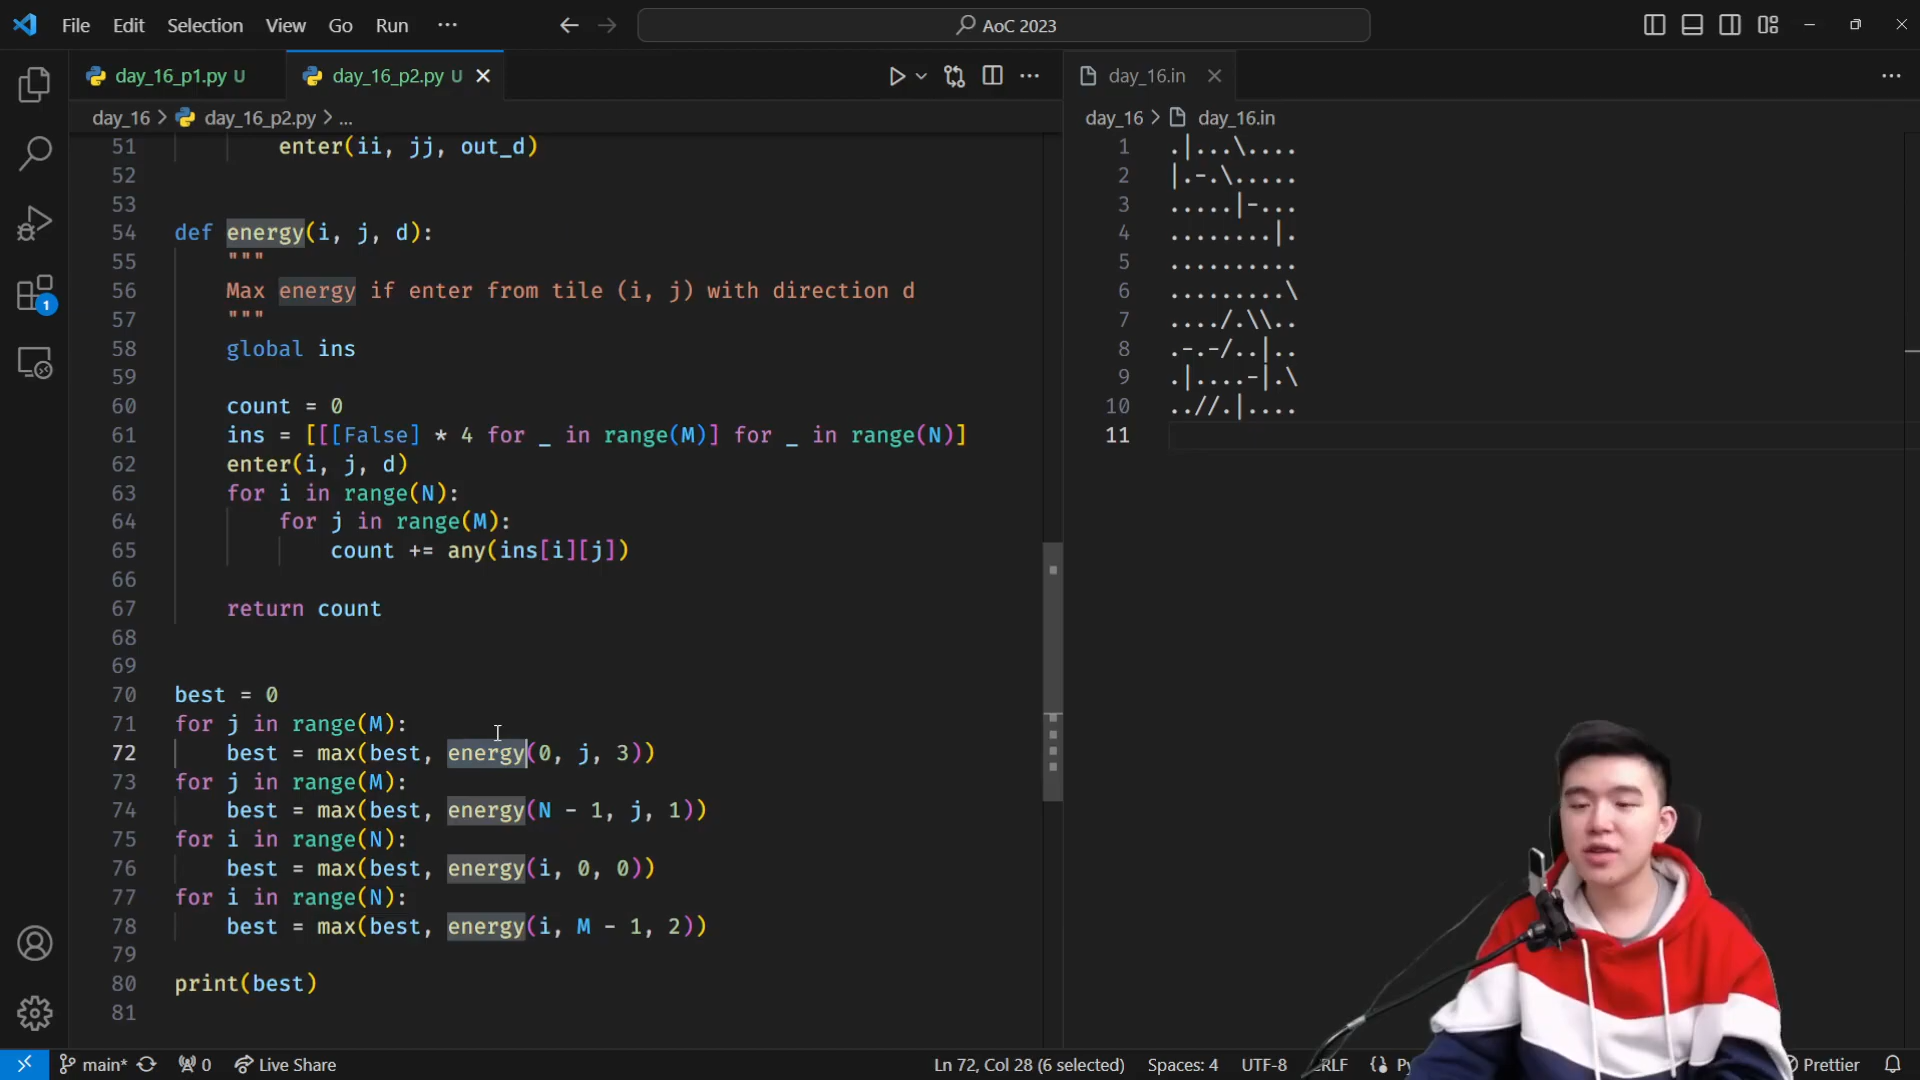 File Edit Selection View Go Run ··· AoC 2023
day_16_p1.py U day_16_p2.py U
day_16 > day_16_p2.py > ...
51 enter(ii, jj, out_d)
52
53
54 def energy(i, j, d):
55 """
56 Max energy if enter from tile (i, j) with direction d
57 """
58 global ins
59
60 count = 0
61 ins = [[[False] * 4 for _ in range(M)] for _ in range(N)]
62 enter(i, j, d)
63 for i in range(N):
64 for j in range(M):
65 count += any(ins[i][j])
66
67 return count
68
69
70 best = 0
71 for j in range(M):
72 best = max(best, energy(0, j, 3))
73 for j in range(M):
74 best = max(best, energy(N - 1, j, 1))
75 for i in range(N):
76 best = max(best, energy(i, 0, 0))
77 for i in range(N):
78 best = max(best, energy(i, M - 1, 2))
79
80 print(best)
81
day_16.in
day_16 > day_16.in
1 .|...\....
2 |.-.\.....
3 .....|-...
4 ........|.
5 ..........
6 .........\
7 ..../.\\..
8 .-.-/..|..
9 .|....-|.\
10 ..//.|....
11
1
main* 0 Live Share Ln 72, Col 28 (6 selected) Spaces: 4 UTF-8 Prettier